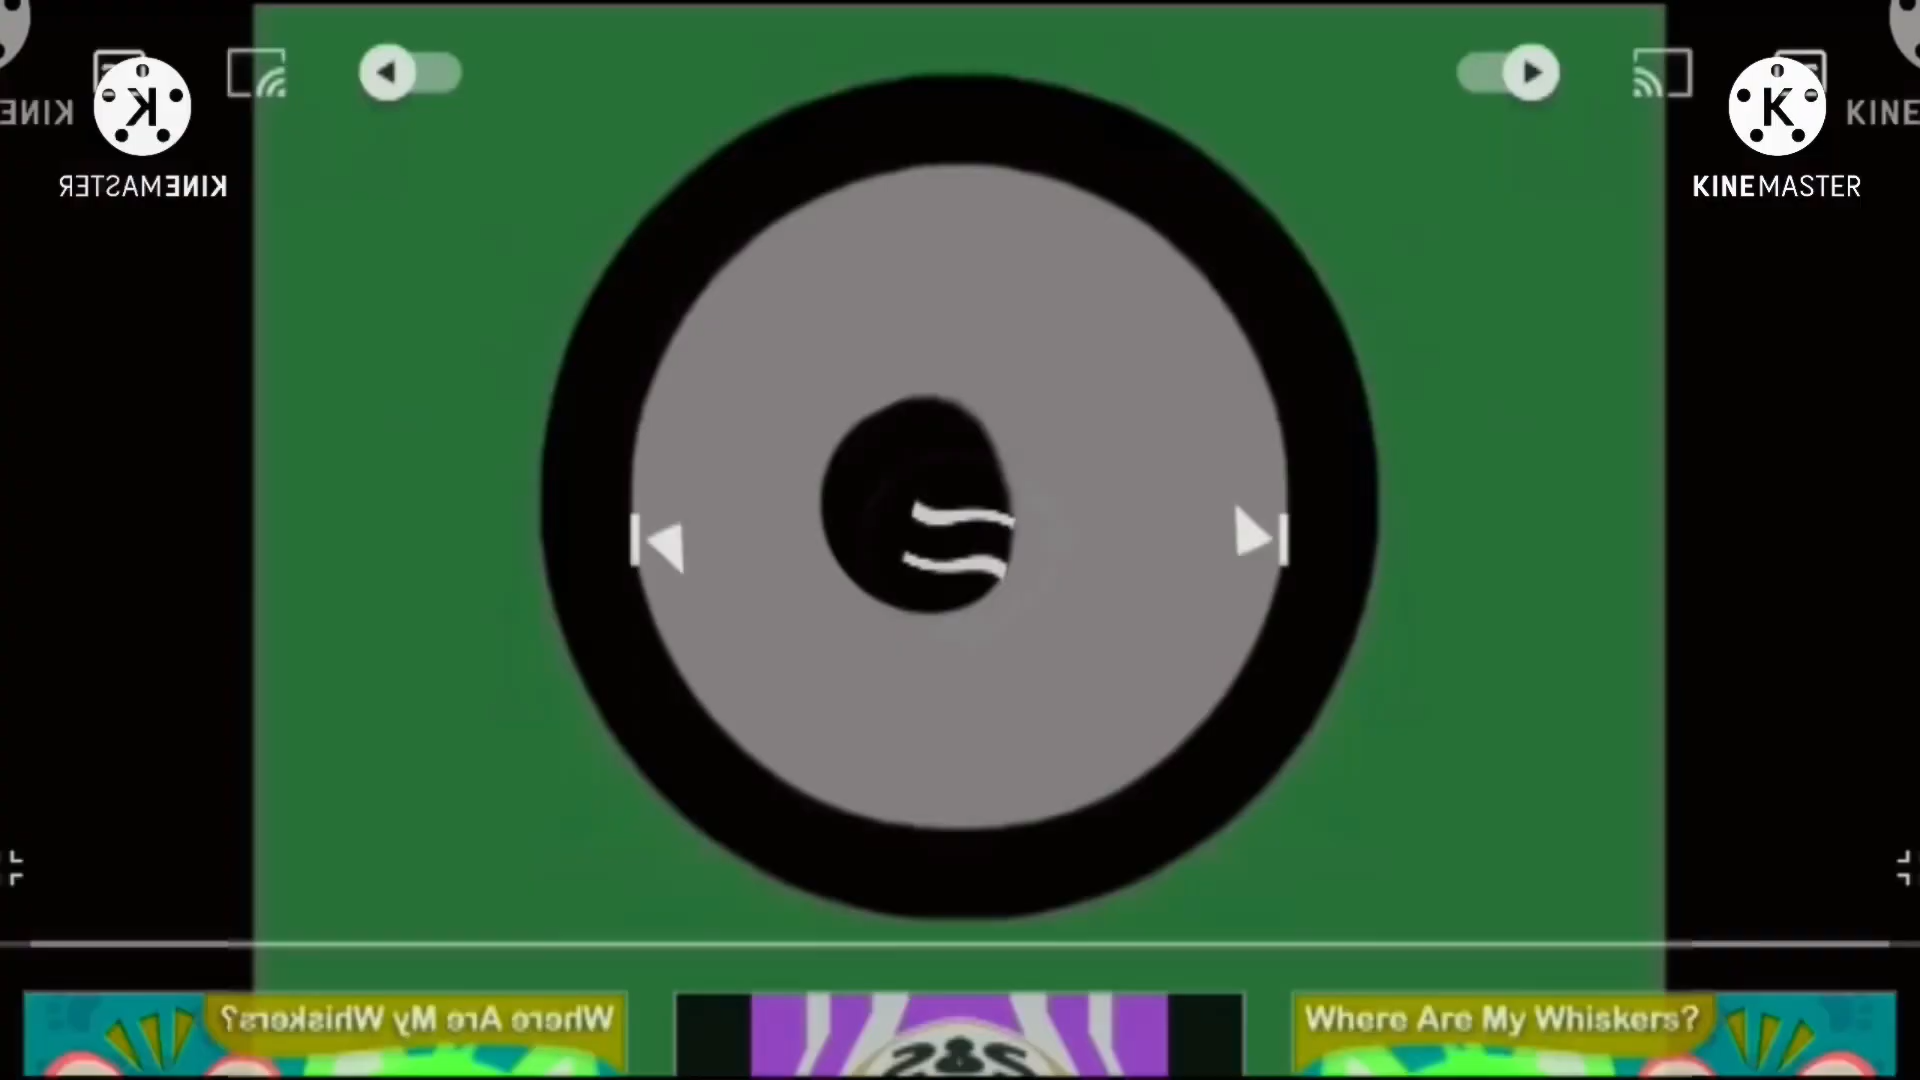 K
KINEMASTER
KINE
K
KINEMASTER
KINE
Where Are My Whiskers?
Where Are My Whiskers?